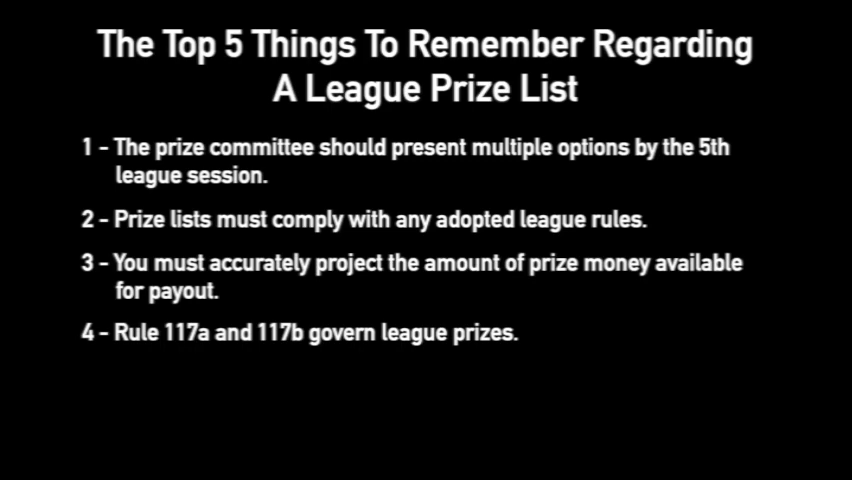 The Top 5 Things To Remember Regarding
A League Prize List
1 - The prize committee should present multiple options by the 5th
league session.
2 - Prize lists must comply with any adopted league rules.
3 - You must accurately project the amount of prize money available
for payout.
4 - Rule 117a and 117b govern league prizes.